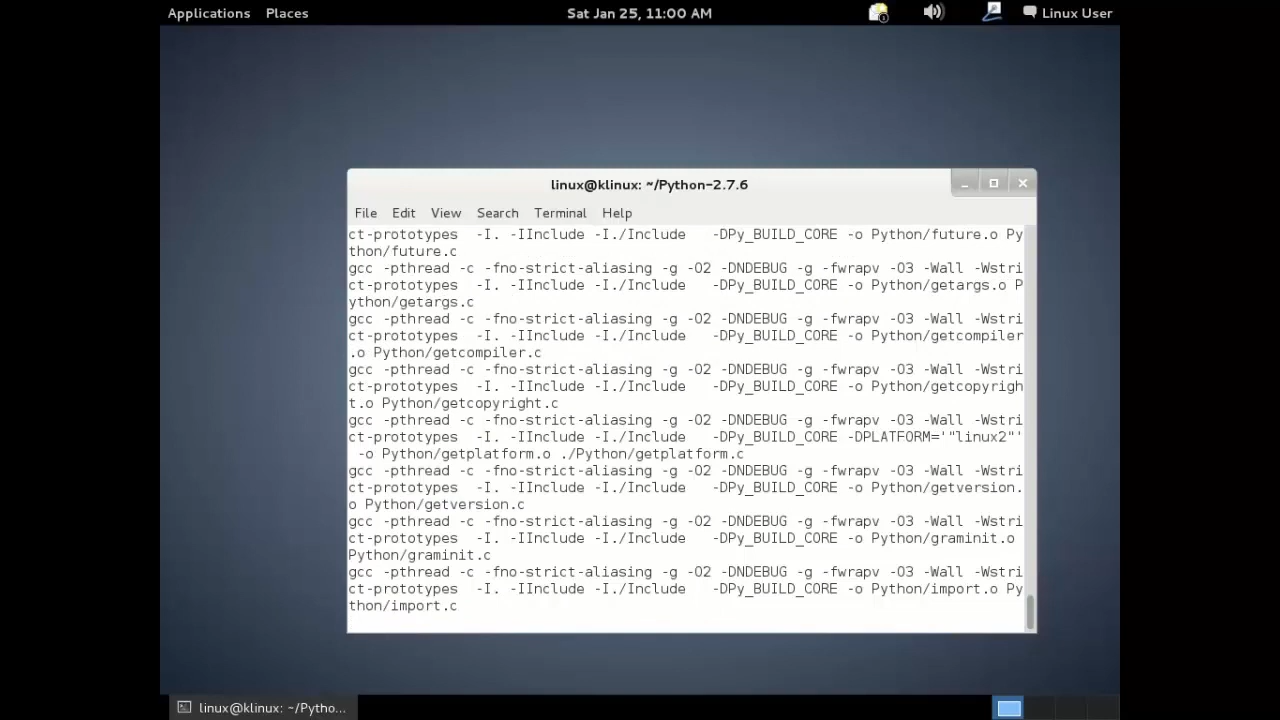 Applications Places Sat Jan 25, 11:00 AM Linux User
linux@klinux: ~/Python-2.7.6
File Edit View Search Terminal Help
ct-prototypes  -I. -IInclude -I./Include   -DPy_BUILD_CORE -o Python/future.o Py
thon/future.c
gcc -pthread -c -fno-strict-aliasing -g -O2 -DNDEBUG -g -fwrapv -O3 -Wall -Wstri
ct-prototypes  -I. -IInclude -I./Include   -DPy_BUILD_CORE -o Python/getargs.o P
ython/getargs.c
gcc -pthread -c -fno-strict-aliasing -g -O2 -DNDEBUG -g -fwrapv -O3 -Wall -Wstri
ct-prototypes  -I. -IInclude -I./Include   -DPy_BUILD_CORE -o Python/getcompiler
.o Python/getcompiler.c
gcc -pthread -c -fno-strict-aliasing -g -O2 -DNDEBUG -g -fwrapv -O3 -Wall -Wstri
ct-prototypes  -I. -IInclude -I./Include   -DPy_BUILD_CORE -o Python/getcopyrigh
t.o Python/getcopyright.c
gcc -pthread -c -fno-strict-aliasing -g -O2 -DNDEBUG -g -fwrapv -O3 -Wall -Wstri
ct-prototypes  -I. -IInclude -I./Include   -DPy_BUILD_CORE -DPLATFORM='"linux2"'
 -o Python/getplatform.o ./Python/getplatform.c
gcc -pthread -c -fno-strict-aliasing -g -O2 -DNDEBUG -g -fwrapv -O3 -Wall -Wstri
ct-prototypes  -I. -IInclude -I./Include   -DPy_BUILD_CORE -o Python/getversion.
o Python/getversion.c
gcc -pthread -c -fno-strict-aliasing -g -O2 -DNDEBUG -g -fwrapv -O3 -Wall -Wstri
ct-prototypes  -I. -IInclude -I./Include   -DPy_BUILD_CORE -o Python/graminit.o
Python/graminit.c
gcc -pthread -c -fno-strict-aliasing -g -O2 -DNDEBUG -g -fwrapv -O3 -Wall -Wstri
ct-prototypes  -I. -IInclude -I./Include   -DPy_BUILD_CORE -o Python/import.o Py
thon/import.c
linux@klinux: ~/Pytho...